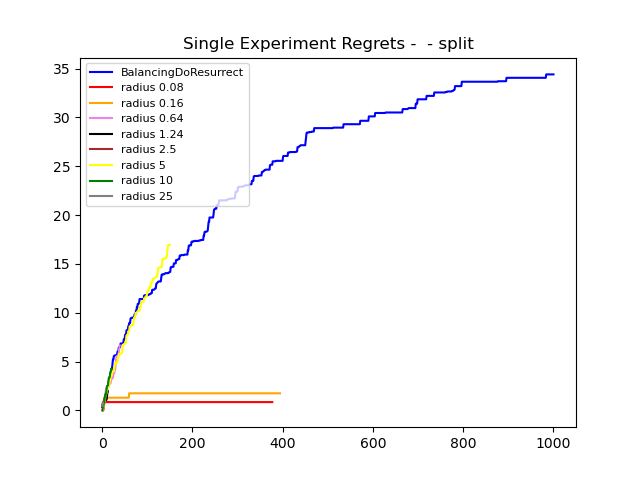 Single Experiment Regrets -  - split
35
30
25
20
15
10
5
0
BalancingDoResurrect
radius 0.08
radius 0.16
radius 0.64
radius 1.24
radius 2.5
radius 5
radius 10
radius 25
0 200 400 600 800 1000